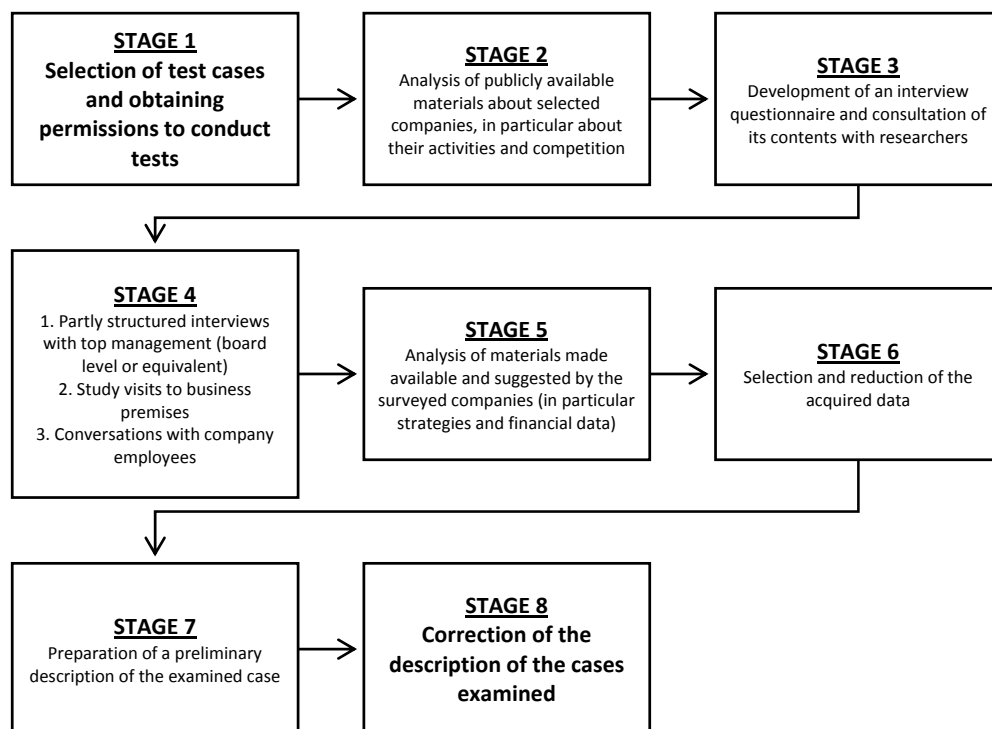 STAGE 1
Selection of test cases
and obtaining
permissions to conduct
tests
STAGE 2
Analysis of publicly available
materials about selected
companies, in particular about
their activities and competition
STAGE 3
Development of an interview
questionnaire and consultation of
its contents with researchers
STAGE 4
1. Partly structured interviews
with top management (board
level or equivalent)
2. Study visits to business
premises
3. Conversations with company
employees
STAGE 5
Analysis of materials made
available and suggested by the
surveyed companies (in particular
strategies and financial data)
STAGE 6
Selection and reduction of the
acquired data
STAGE 7
Preparation of a preliminary
description of the examined case
STAGE 8
Correction of the
description of the cases
examined